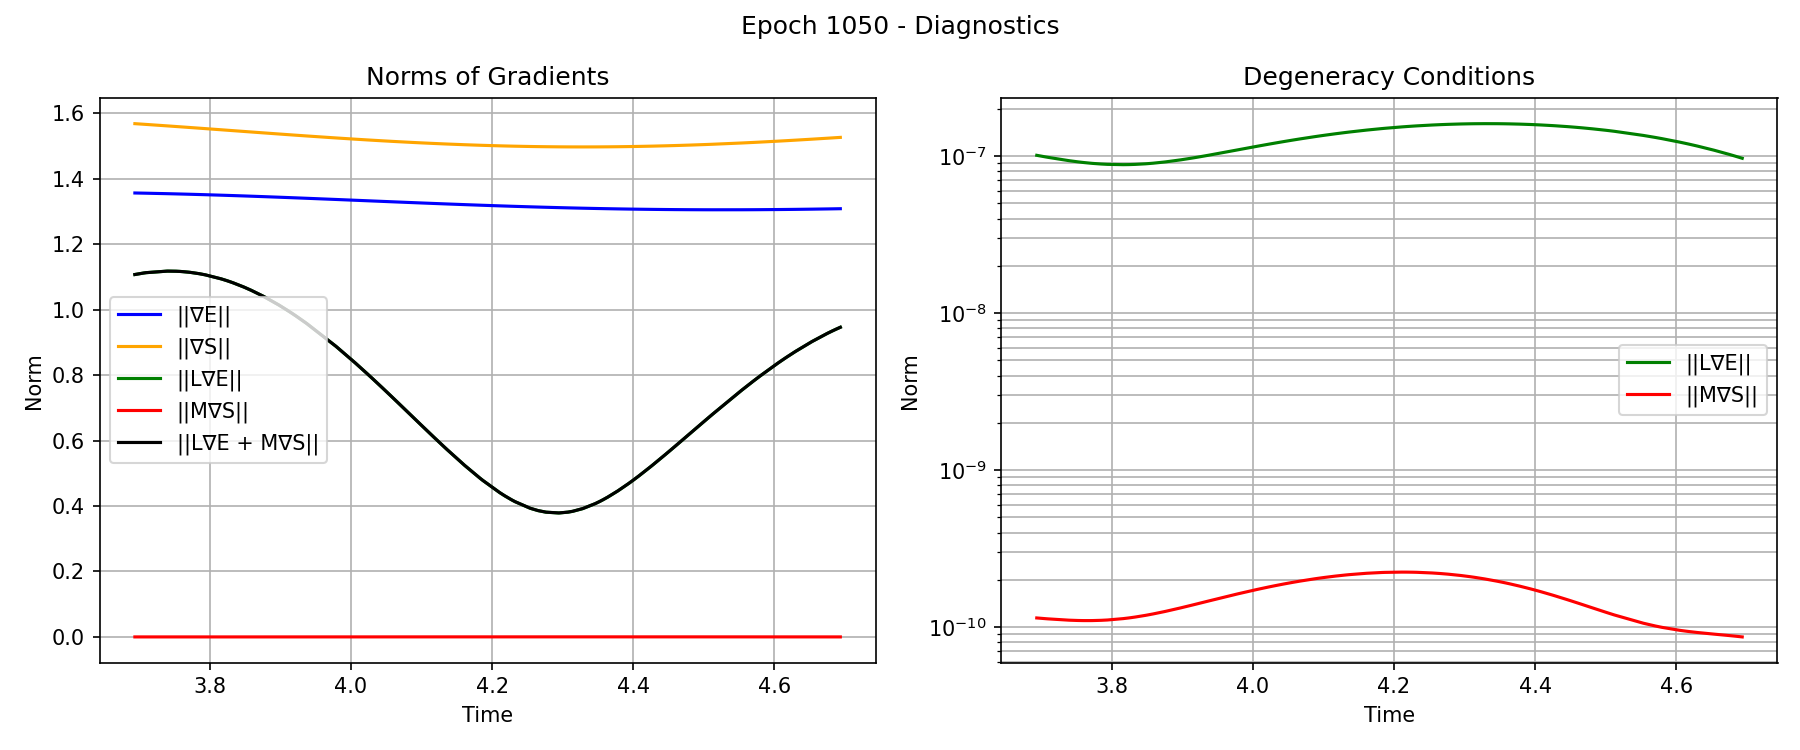 Epoch 1050 - Diagnostics
Norms of Gradients
Norm
1.6
1.4
1.2
1.0
0.8
0.6
0.4
0.2
0.0
||∇E||
||∇S||
||L∇E||
||M∇S||
||L∇E + M∇S||
3.8 4.0 4.2 4.4 4.6
Time
Degeneracy Conditions
Norm
10⁻⁷
10⁻⁸
10⁻⁹
10⁻¹⁰
||L∇E||
||M∇S||
3.8 4.0 4.2 4.4 4.6
Time